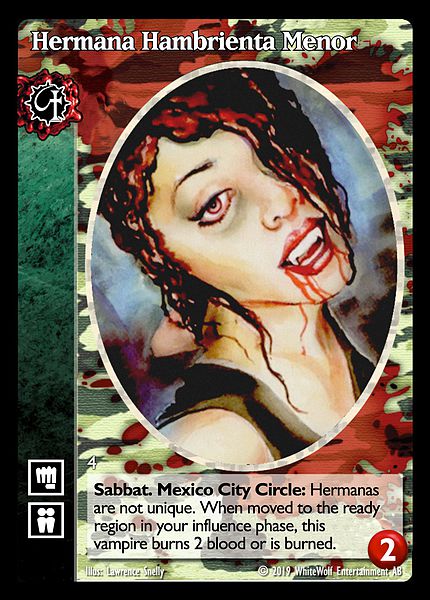 Hermana Hambrienta Menor
4
Sabbat. Mexico City Circle: Hermanas
are not unique. When moved to the ready
region in your influence phase, this
vampire burns 2 blood or is burned.
2
Illus: Lawrence Snelly
© 2019 WhiteWolf Entertainment AB